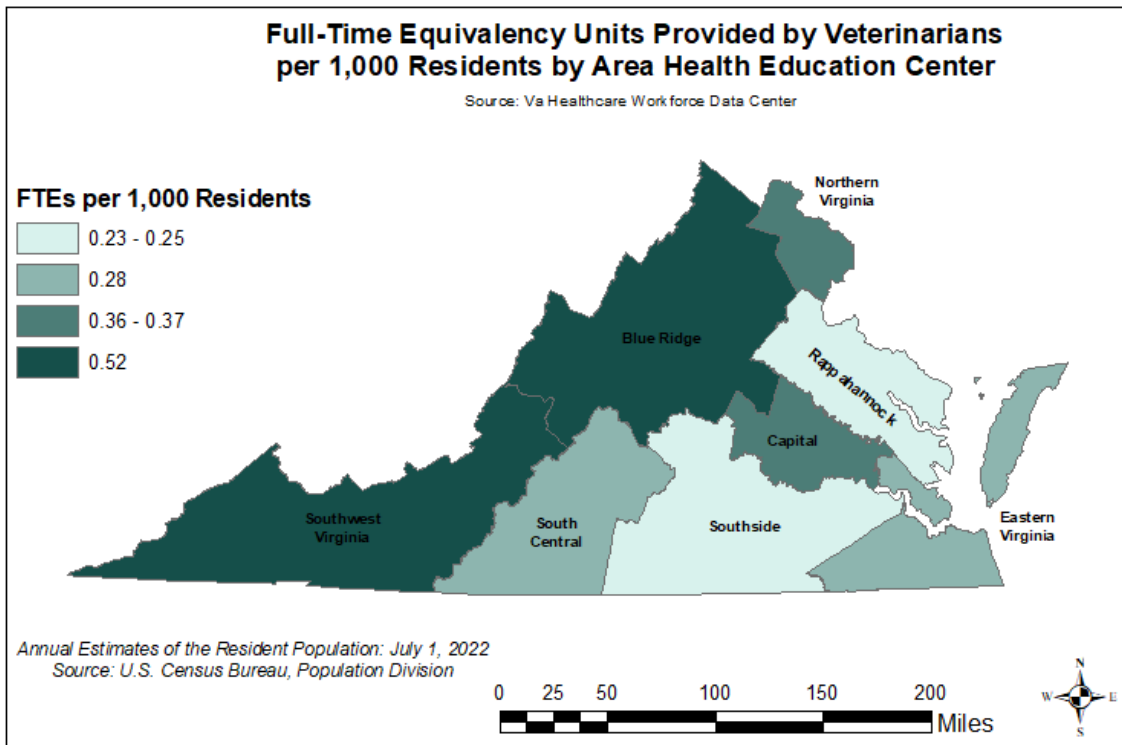 Full-Time Equivalency Units Provided by Veterinarians
per 1,000 Residents by Area Health Education Center
Source: Va Healthcare Workforce Data Center
FTEs per 1,000 Residents
0.23 - 0.25
0.28
0.36 - 0.37
0.52
Northern
Virginia
Blue Ridge
Rappahannock
Capital
Southwest
Virginia
South
Central
Southside
Eastern
Virginia
Annual Estimates of the Resident Population: July 1, 2022
Source: U.S. Census Bureau, Population Division
0 25 50 100 150 200
Miles
N
W E
S